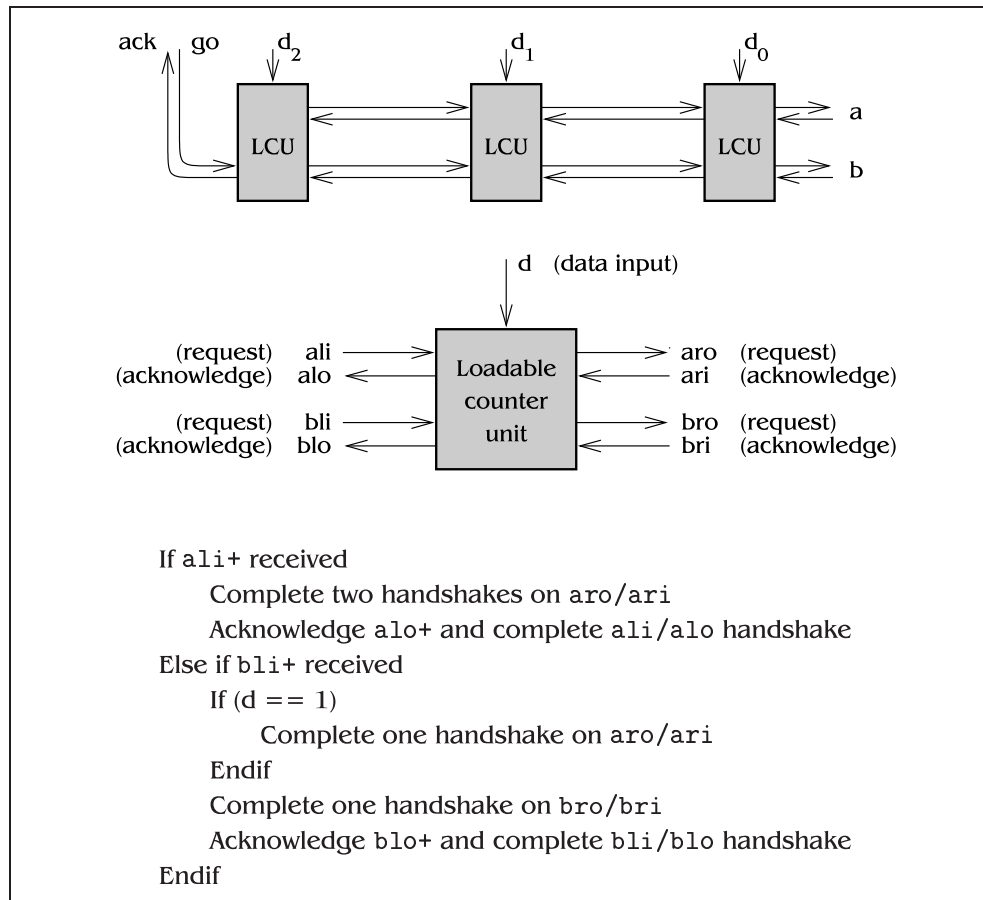 ack go d2 d1 d0
LCU LCU LCU a
b
d (data input)
(request) ali aro (request)
(acknowledge) alo ari (acknowledge)
Loadable
counter
unit
(request) bli bro (request)
(acknowledge) blo bri (acknowledge)
If ali+ received
Complete two handshakes on aro/ari
Acknowledge alo+ and complete ali/alo handshake
Else if bli+ received
If (d == 1)
Complete one handshake on aro/ari
Endif
Complete one handshake on bro/bri
Acknowledge blo+ and complete bli/blo handshake
Endif